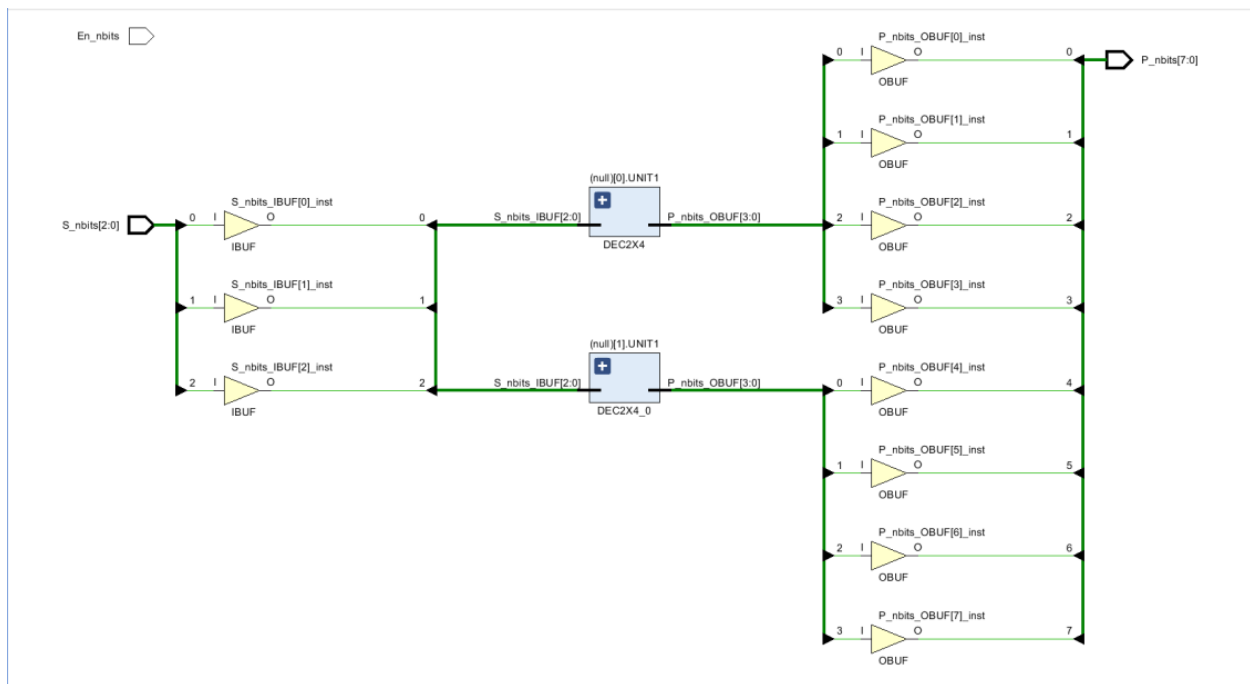 En_nbits
S_nbits[2:0]
S_nbits_IBUF[0]_inst
0 I O 0
IBUF
S_nbits_IBUF[1]_inst
1 I O 1
IBUF
S_nbits_IBUF[2]_inst
2 I O 2
IBUF
(null)[0].UNIT1
S_nbits_IBUF[2:0] P_nbits_OBUF[3:0]
DEC2X4
(null)[1].UNIT1
S_nbits_IBUF[2:0] P_nbits_OBUF[3:0]
DEC2X4_0
P_nbits_OBUF[0]_inst
0 I O 0
OBUF
P_nbits_OBUF[1]_inst
1 I O 1
OBUF
P_nbits_OBUF[2]_inst
2 I O 2
OBUF
P_nbits_OBUF[3]_inst
3 I O 3
OBUF
P_nbits_OBUF[4]_inst
0 I O 4
OBUF
P_nbits_OBUF[5]_inst
1 I O 5
OBUF
P_nbits_OBUF[6]_inst
2 I O 6
OBUF
P_nbits_OBUF[7]_inst
3 I O 7
OBUF
P_nbits[7:0]